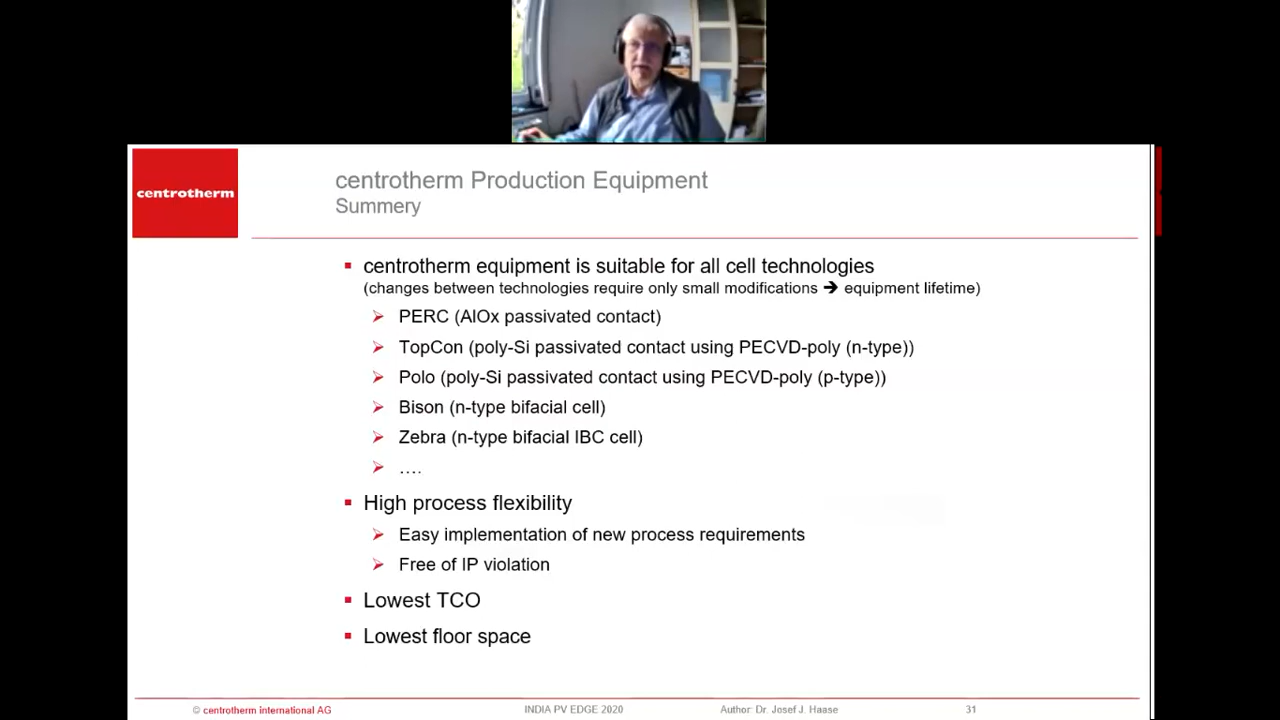 centrotherm
centrotherm Production Equipment
Summery
▪ centrotherm equipment is suitable for all cell technologies
(changes between technologies require only small modifications ➔ equipment lifetime)
➢ PERC (AlOx passivated contact)
➢ TopCon (poly-Si passivated contact using PECVD-poly (n-type))
➢ Polo (poly-Si passivated contact using PECVD-poly (p-type))
➢ Bison (n-type bifacial cell)
➢ Zebra (n-type bifacial IBC cell)
➢ ....
▪ High process flexibility
➢ Easy implementation of new process requirements
➢ Free of IP violation
▪ Lowest TCO
▪ Lowest floor space
© centrotherm international AG INDIA PV EDGE 2020 Author: Dr. Josef J. Haase 31